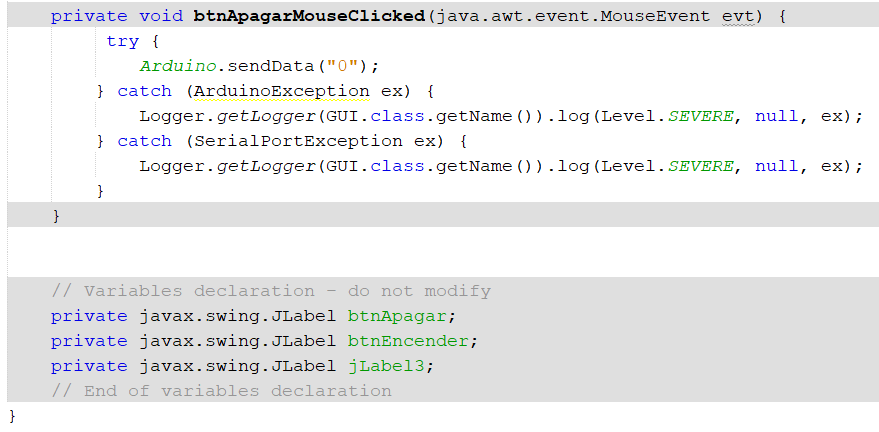 private void btnApagarMouseClicked(java.awt.event.MouseEvent evt) {
try {
Arduino.sendData("0");
} catch (ArduinoException ex) {
Logger.getLogger(GUI.class.getName()).log(Level.SEVERE, null, ex);
} catch (SerialPortException ex) {
Logger.getLogger(GUI.class.getName()).log(Level.SEVERE, null, ex);
}
}
// Variables declaration - do not modify
private javax.swing.JLabel btnApagar;
private javax.swing.JLabel btnEncender;
private javax.swing.JLabel jLabel3;
// End of variables declaration
}